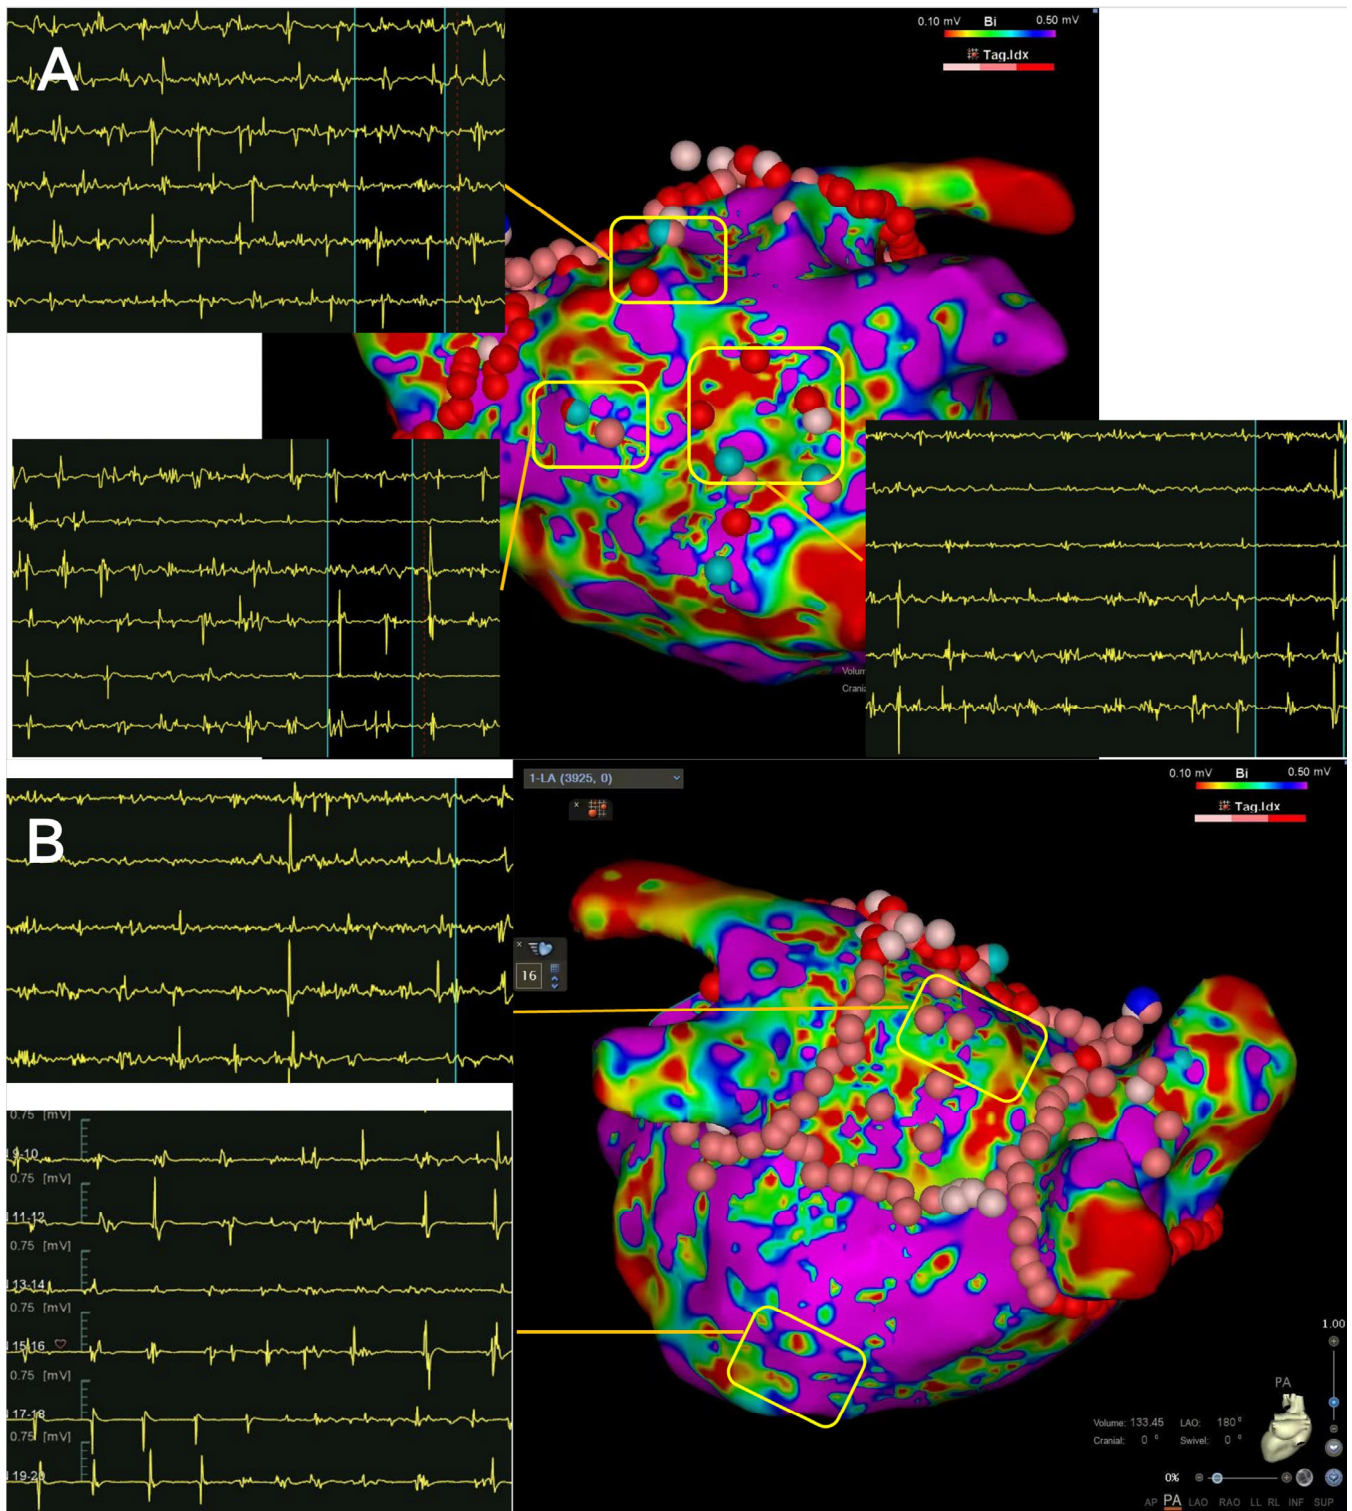 A
0.10 mV Bi 0.50 mV
Tag.Idx
Volum
Crania
B
1-LA (3925, 0)
0.10 mV Bi 0.50 mV
Tag.Idx
x
x
16
0.75 [mV]
9-10
0.75 [mV]
11-12
0.75 [mV]
13-14
0.75 [mV]
15-16
0.75 [mV]
17-18
0.75 [mV]
19-20
1.00
PA
Volume: 133.45 LAO: 180 °
Cranial: 0 ° Swivel: 0 °
0%
AP PA LAO RAO LL RL INF SUP